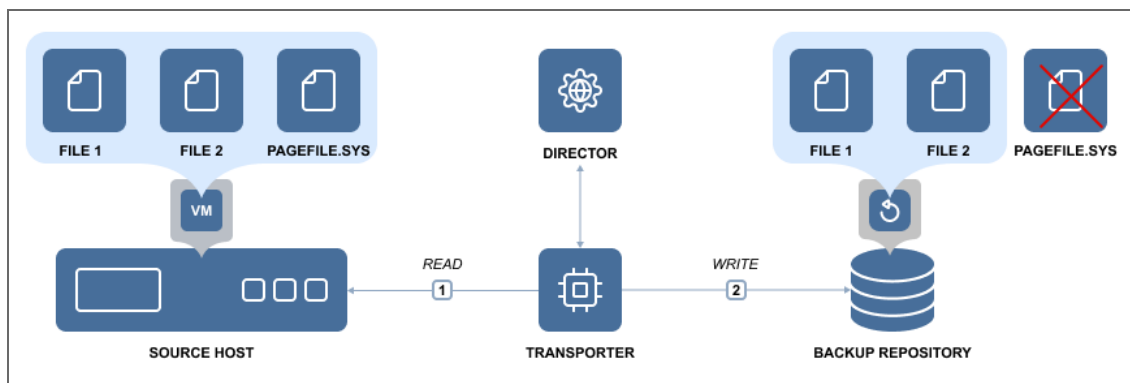 FILE 1
FILE 2
PAGEFILE.SYS
DIRECTOR
FILE 1
FILE 2
PAGEFILE.SYS
VM
READ
1
WRITE
2
SOURCE HOST
TRANSPORTER
BACKUP REPOSITORY